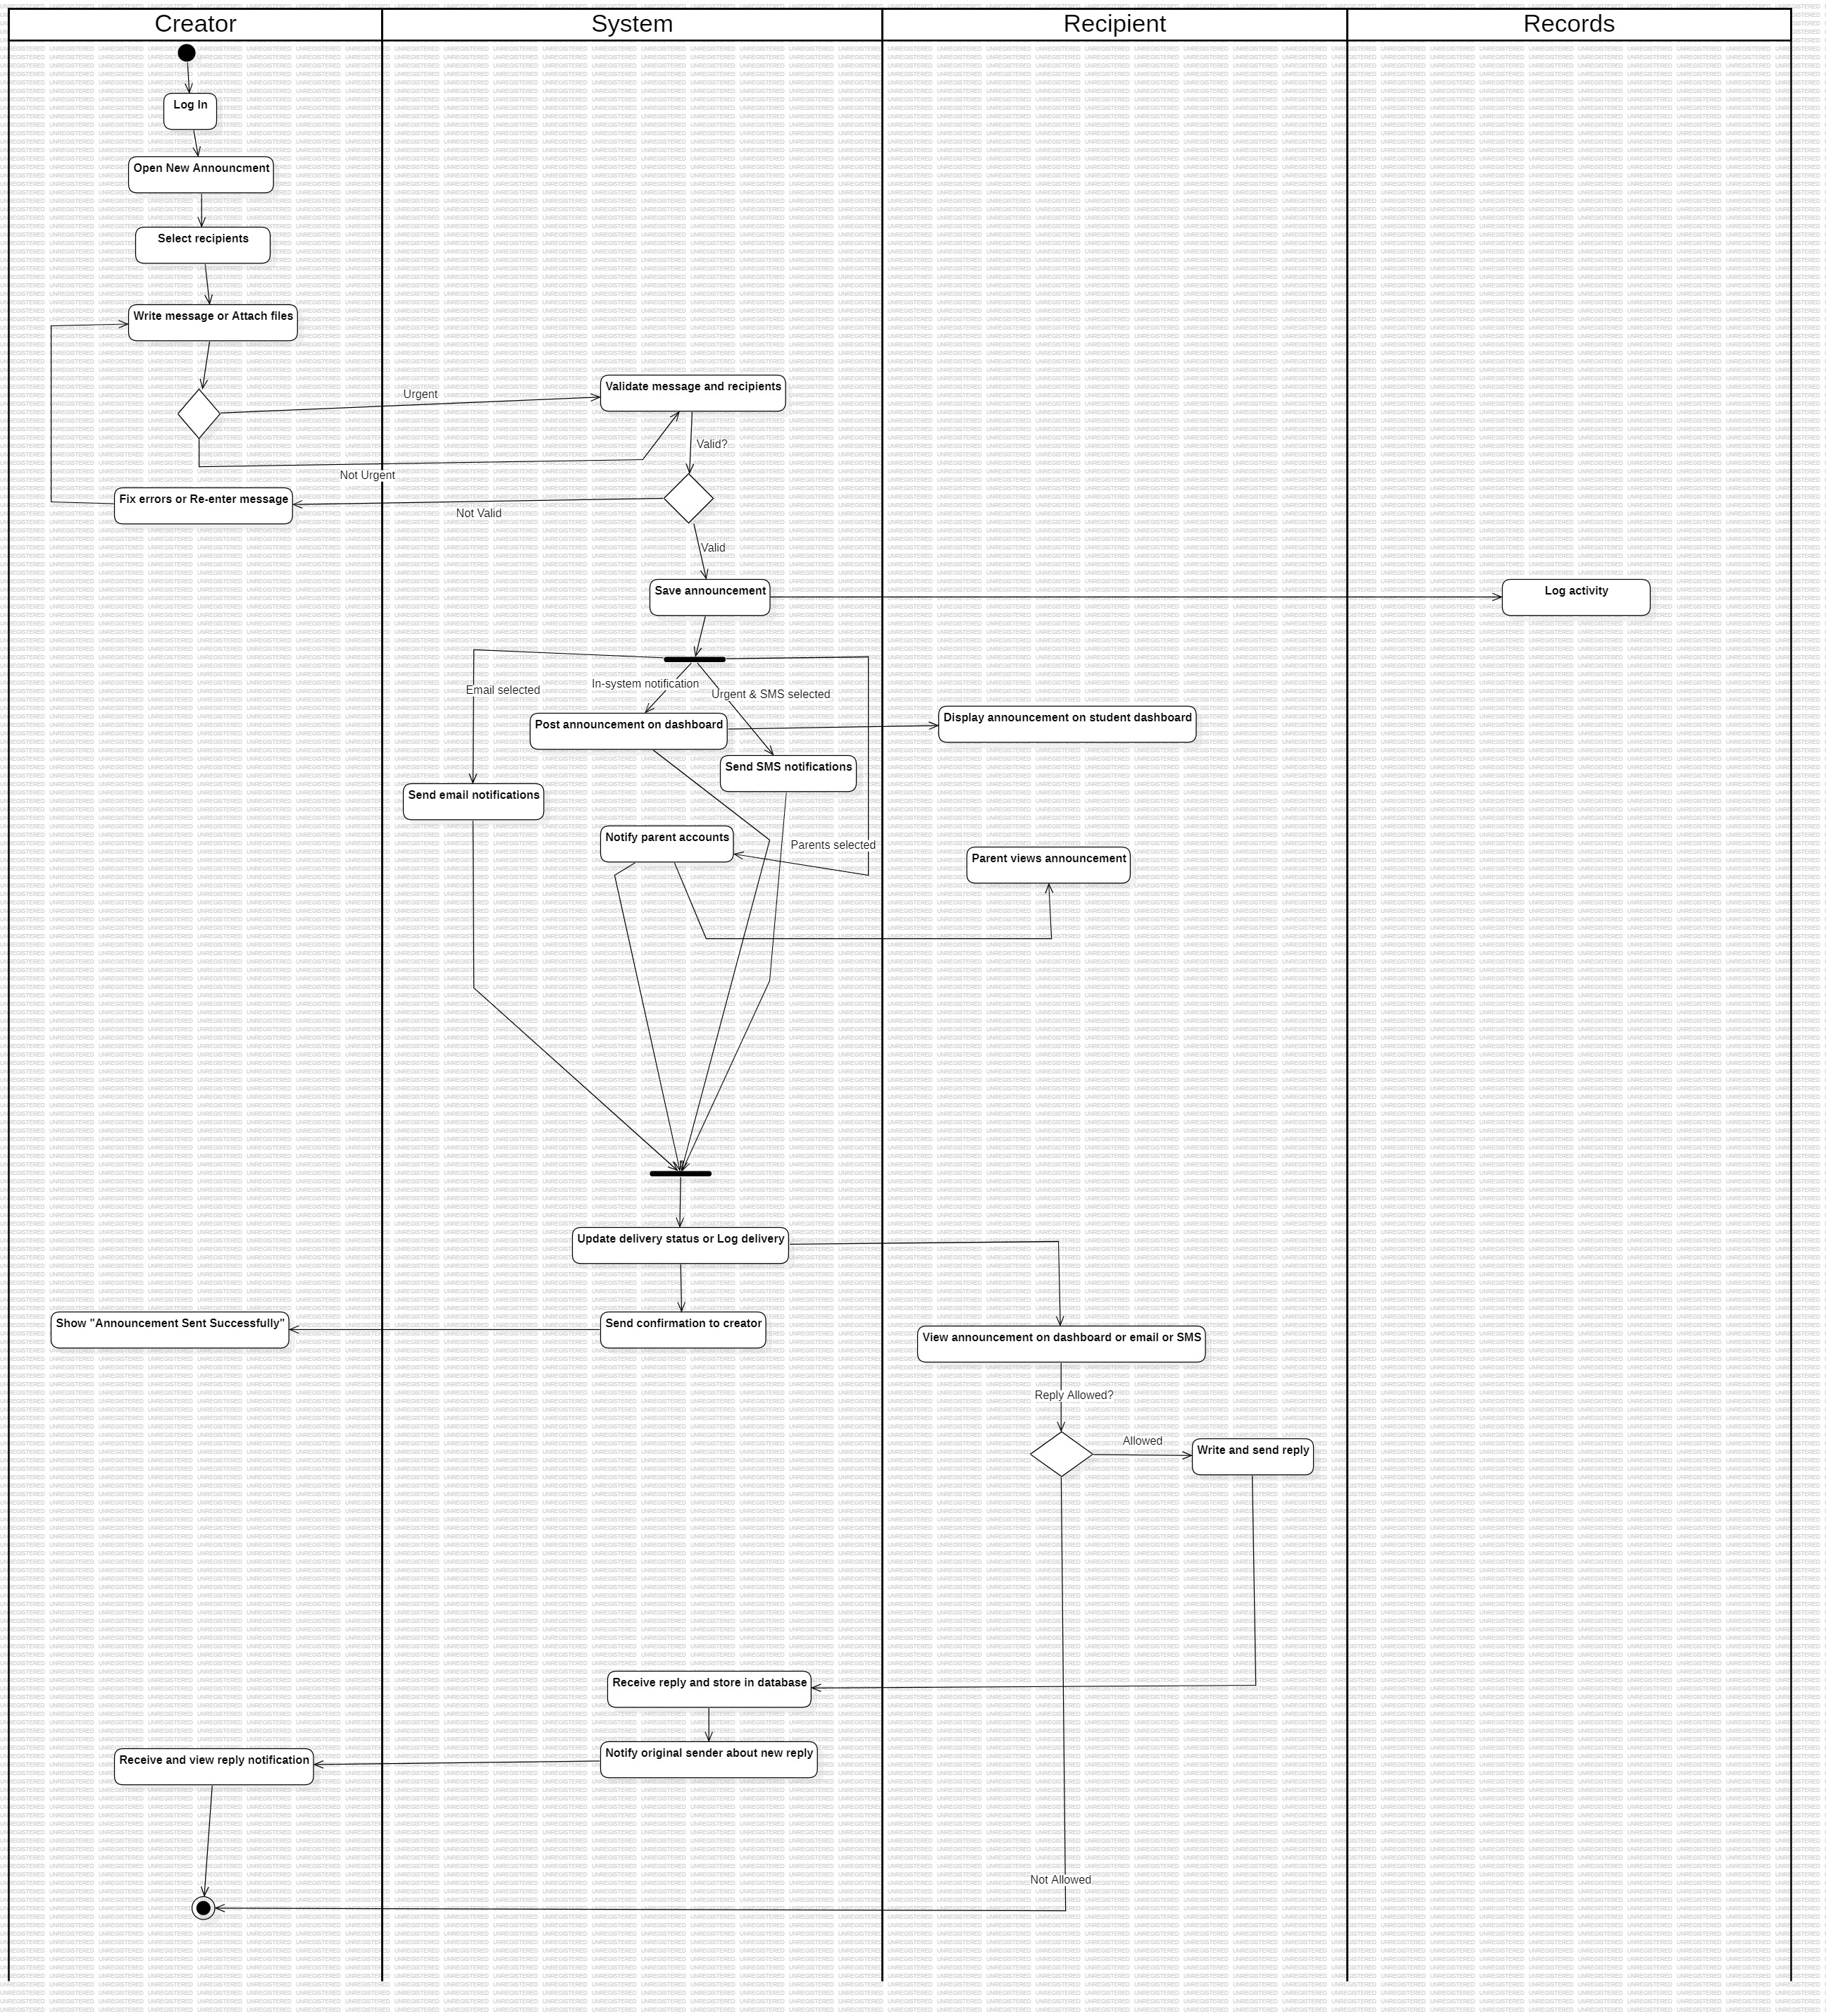 Creator
System
Recipient
Records
Log In
Open New Announcment
Select recipients
Write message or Attach files
Urgent
Validate message and recipients
Valid?
Not Urgent
Fix errors or Re-enter message
Not Valid
Valid
Save announcement
Log activity
Email selected
In-system notification
Urgent & SMS selected
Post announcement on dashboard
Display announcement on student dashboard
Send SMS notifications
Send email notifications
Notify parent accounts
Parents selected
Parent views announcement
Update delivery status or Log delivery
Show "Announcement Sent Successfully"
Send confirmation to creator
View announcement on dashboard or email or SMS
Reply Allowed?
Allowed
Write and send reply
Receive reply and store in database
Notify original sender about new reply
Receive and view reply notification
Not Allowed
UNREGISTERED